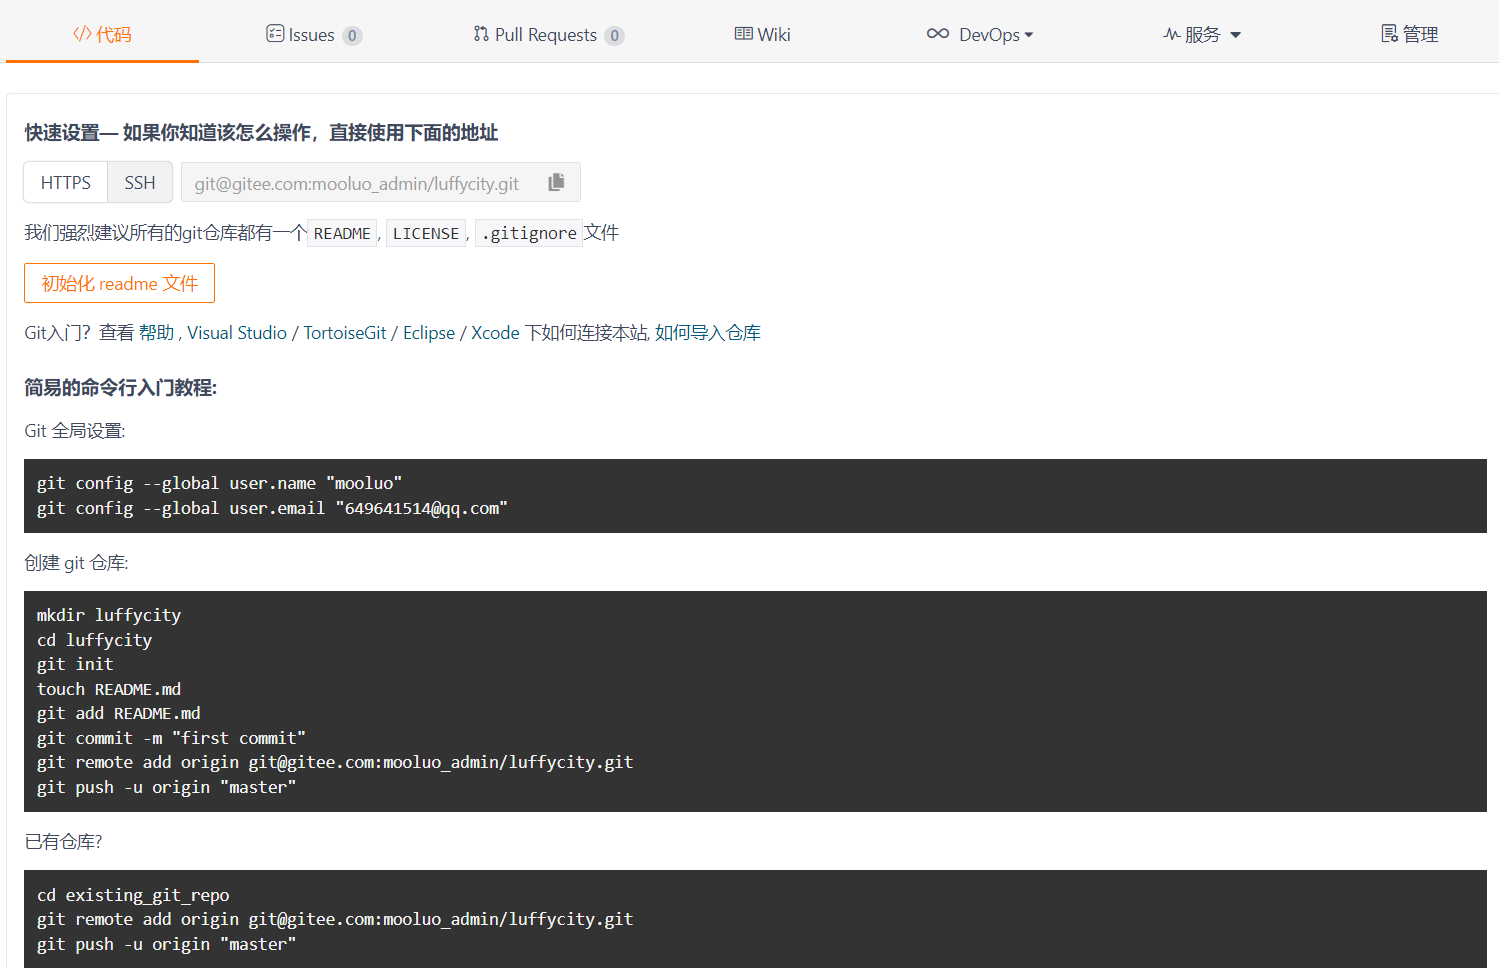 </> 代码 Issues 0 Pull Requests 0 Wiki DevOps 服务 管理
快速设置— 如果你知道该怎么操作，直接使用下面的地址
HTTPS SSH git@gitee.com:mooluo_admin/luffycity.git
我们强烈建议所有的git仓库都有一个 README, LICENSE, .gitignore 文件
初始化 readme 文件
Git入门？查看 帮助 , Visual Studio / TortoiseGit / Eclipse / Xcode 下如何连接本站, 如何导入仓库
简易的命令行入门教程:
Git 全局设置:
git config --global user.name "mooluo"
git config --global user.email "649641514@qq.com"
创建 git 仓库:
mkdir luffycity
cd luffycity
git init
touch README.md
git add README.md
git commit -m "first commit"
git remote add origin git@gitee.com:mooluo_admin/luffycity.git
git push -u origin "master"
已有仓库?
cd existing_git_repo
git remote add origin git@gitee.com:mooluo_admin/luffycity.git
git push -u origin "master"